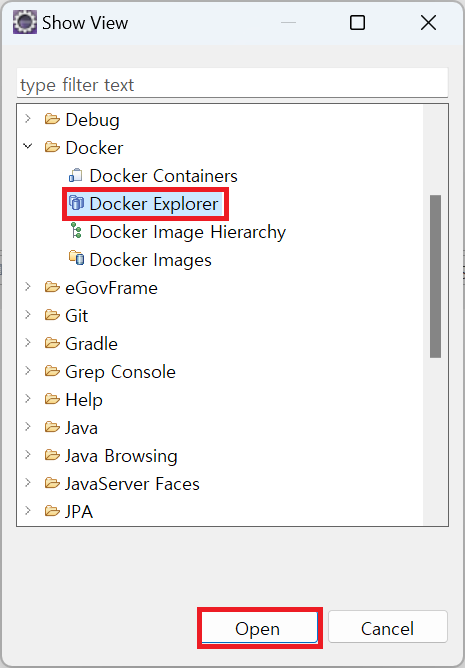 Show View
type filter text
Debug
Docker
Docker Containers
Docker Explorer
Docker Image Hierarchy
Docker Images
eGovFrame
Git
Gradle
Grep Console
Help
Java
Java Browsing
JavaServer Faces
JPA
Open
Cancel